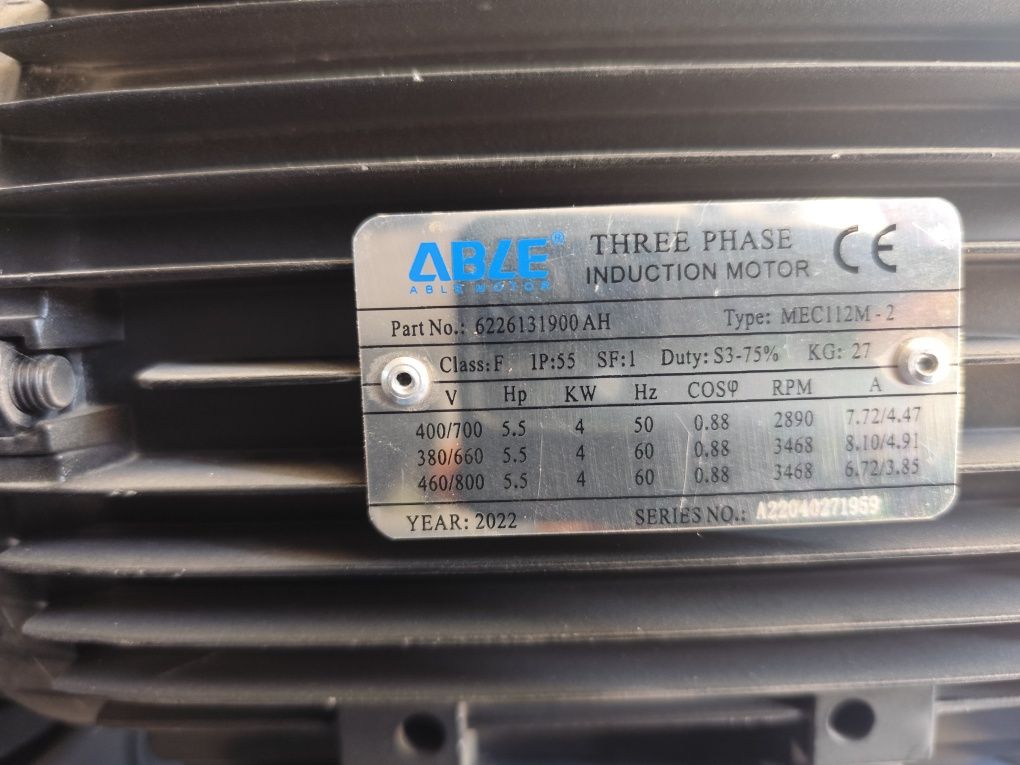 ABLE® THREE PHASE CE
ABLE MOTOR INDUCTION MOTOR
Part No.: 6226131900AH Type: MEC112M-2
Class:F IP:55 SF:1 Duty: S3-75% KG: 27
V Hp KW Hz COSφ RPM A
400/700 5.5 4 50 0.88 2890 7.72/4.47
380/660 5.5 4 60 0.88 3468 8.10/4.91
460/800 5.5 4 60 0.88 3468 6.72/3.85
YEAR: 2022 SERIES NO.: A22040271959